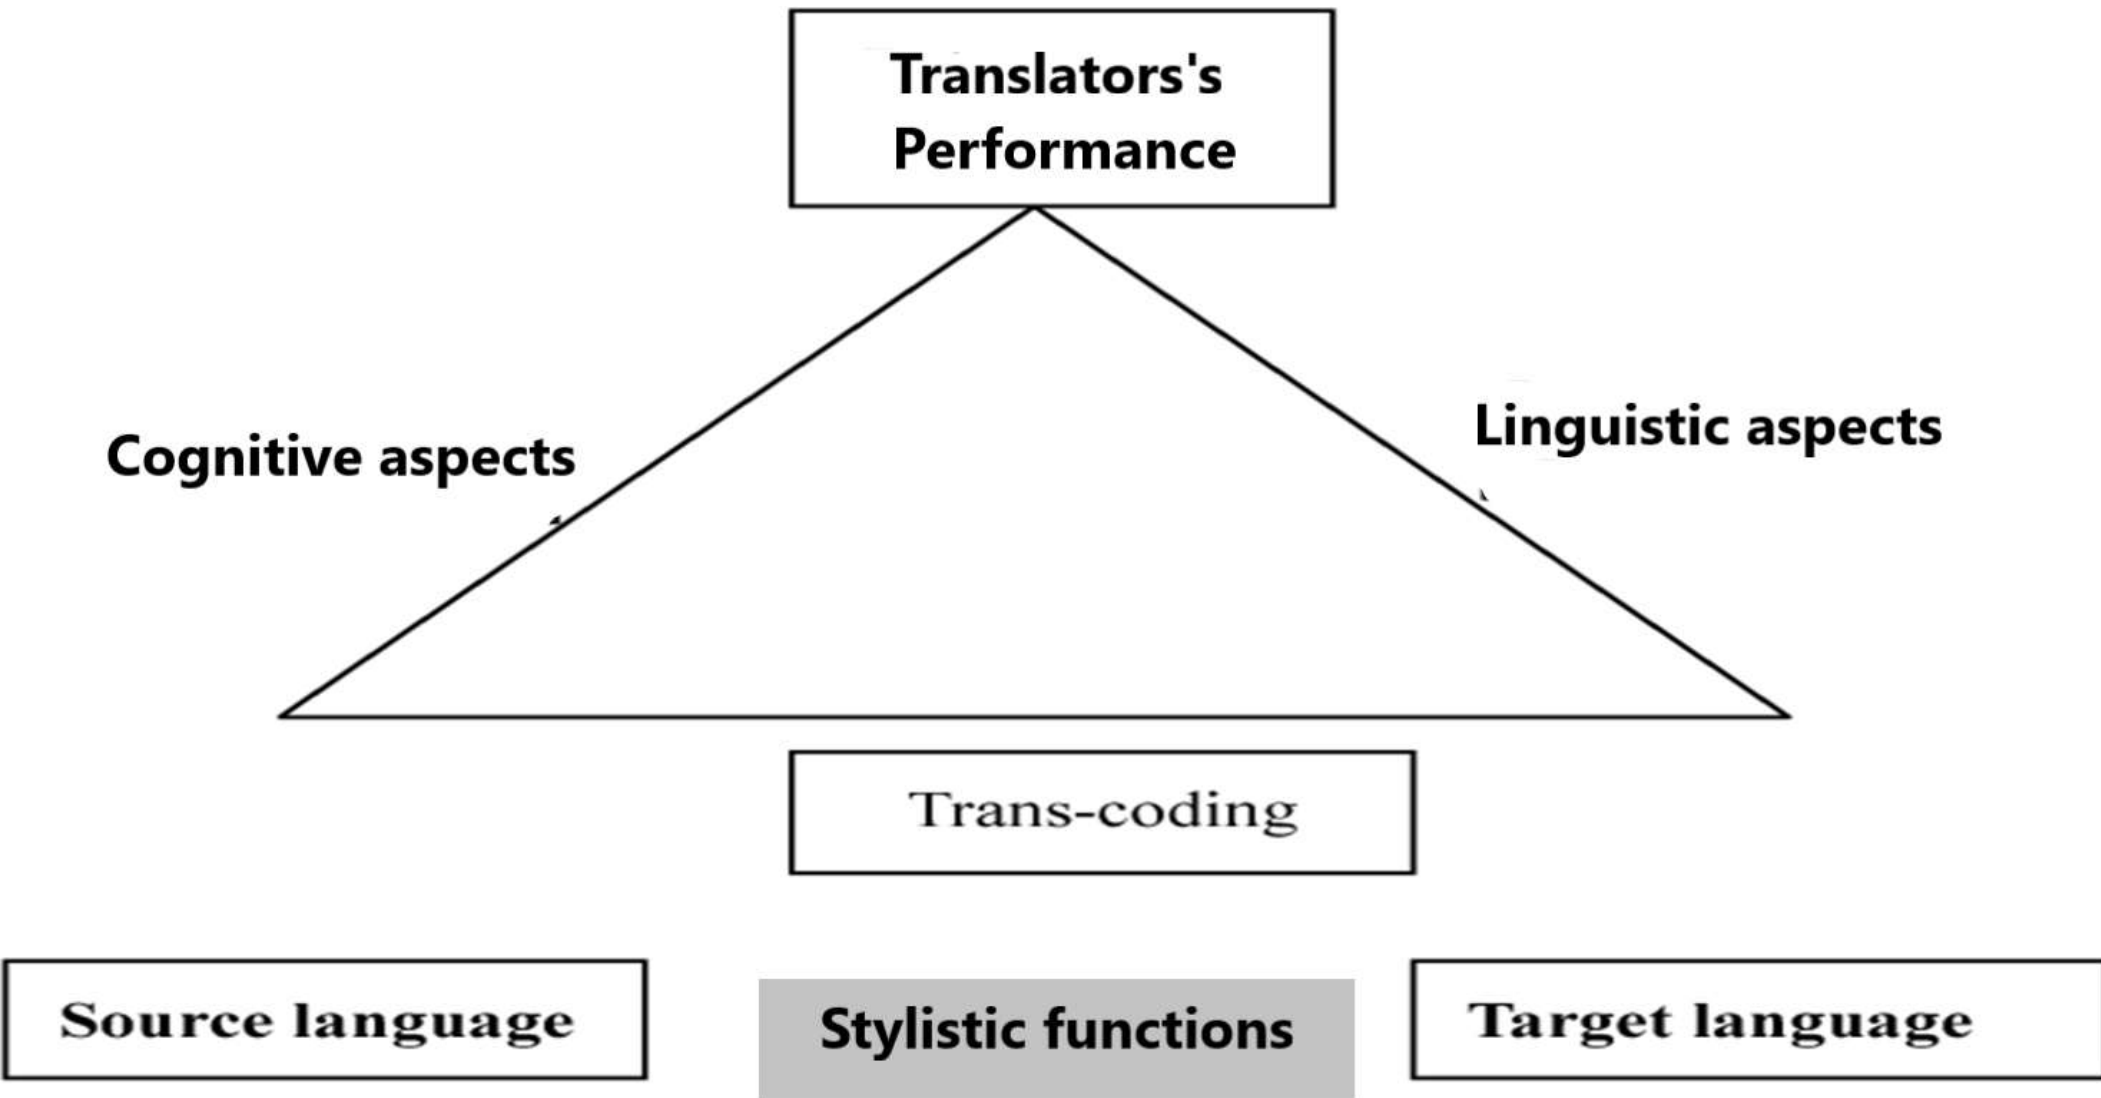 Translators's
Performance
Cognitive aspects
Linguistic aspects
Trans-coding
Source language
Stylistic functions
Target language